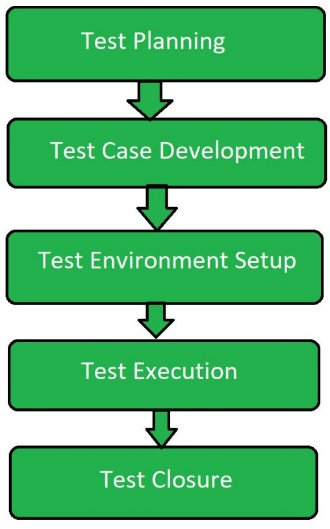 Test Planning
Test Case Development
Test Environment Setup
Test Execution
Test Closure